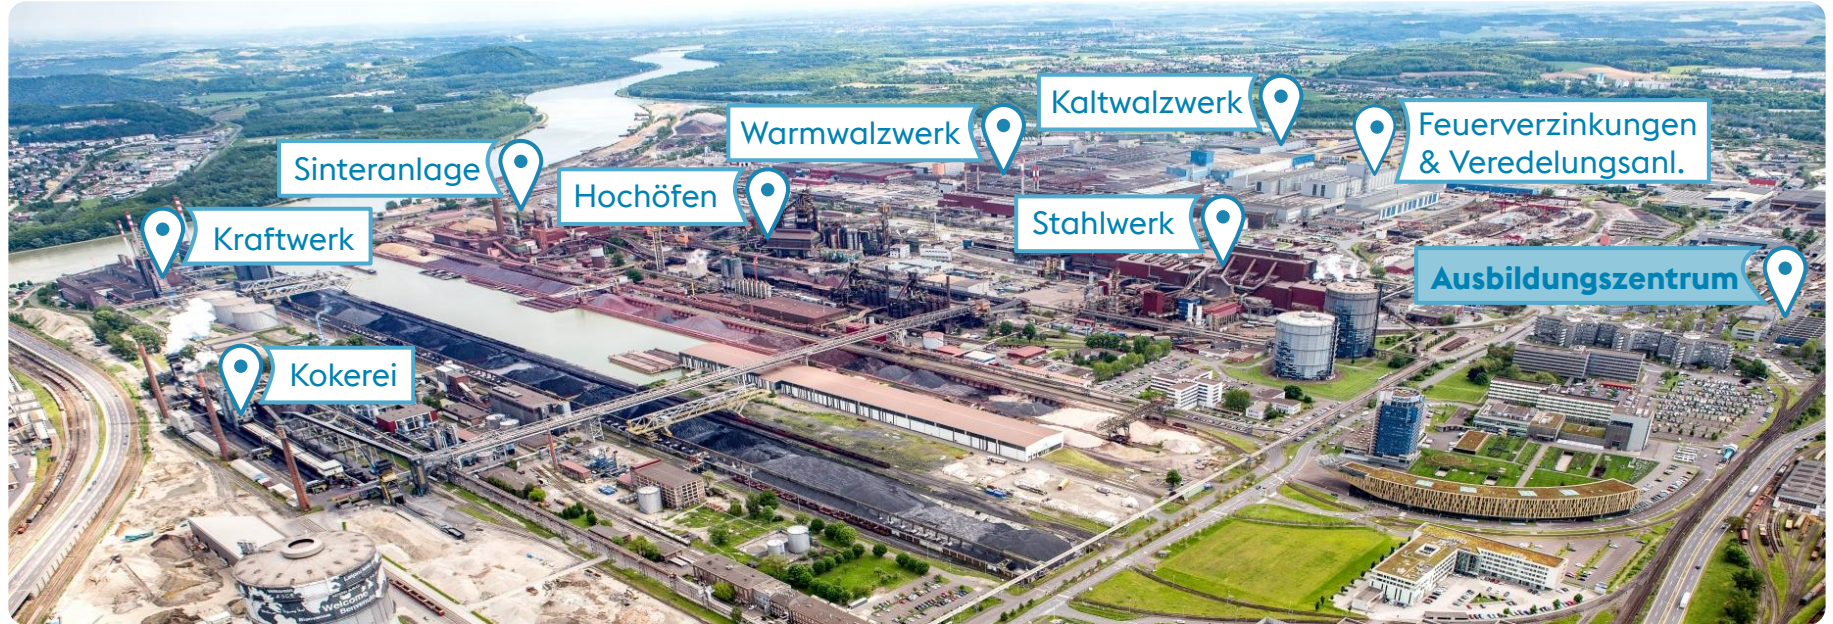 Kaltwalzwerk
Warmwalzwerk
Feuerverzinkungen
& Veredelungsanl.
Sinteranlage
Hochöfen
Stahlwerk
Kraftwerk
Ausbildungszentrum
Kokerei
Welcome